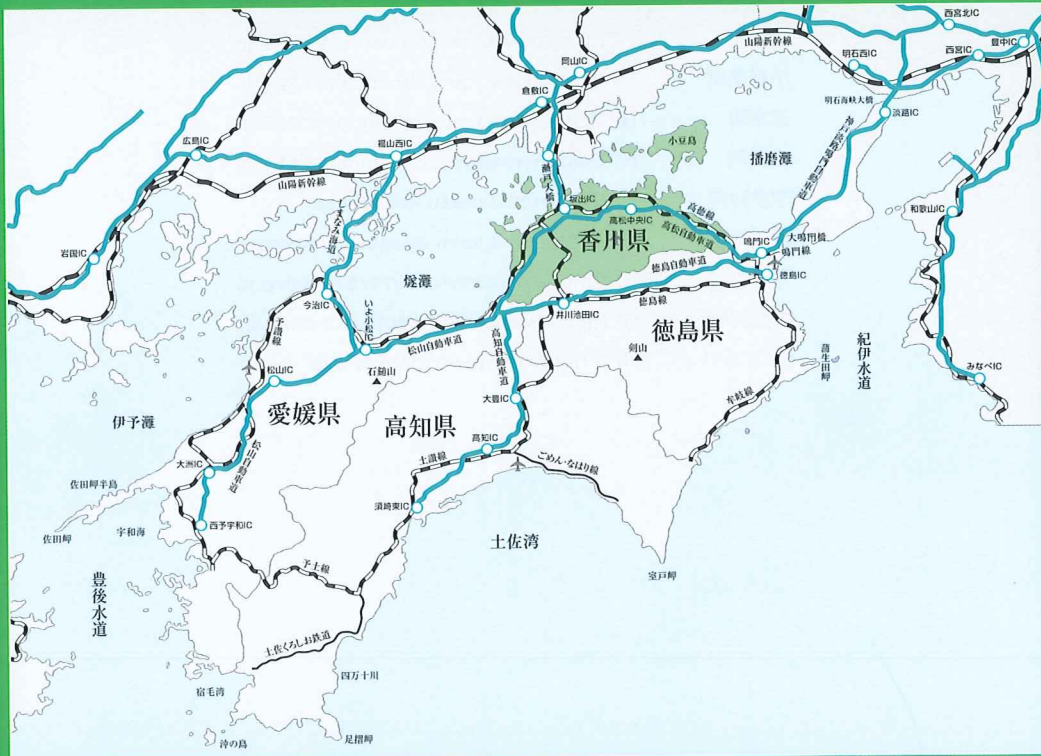 西宮北IC
山陽新幹線
豊中IC
西宮IC
明石西IC
岡山IC
倉敷IC
明石海峡大橋
淡路IC
広島IC
福山西IC
瀬戸大橋
小豆島
播磨灘
神戸淡路鳴門自動車道
山陽新幹線
坂出IC
高松中央IC
高徳線
高松自動車道
香川県
和歌山IC
しまなみ海道
岩国IC
燧灘
鳴門IC
大鳴門橋
鳴門線
徳島自動車道
徳島IC
今治IC
いよ小松IC
井川池田IC
徳島線
徳島県
予讃線
松山自動車道
高知自動車道
剣山
蒲生田岬
紀伊水道
石鎚山
松山IC
みなべIC
大豊IC
愛媛県
高知県
牟岐線
伊予灘
高知IC
土讃線
ごめん・なはり線
大洲IC
松山自動車道
佐田岬半島
須崎東IC
西予宇和IC
宇和海
佐田岬
土佐湾
豊後水道
予土線
室戸岬
土佐くろしお鉄道
四万十川
宿毛湾
沖の島
足摺岬